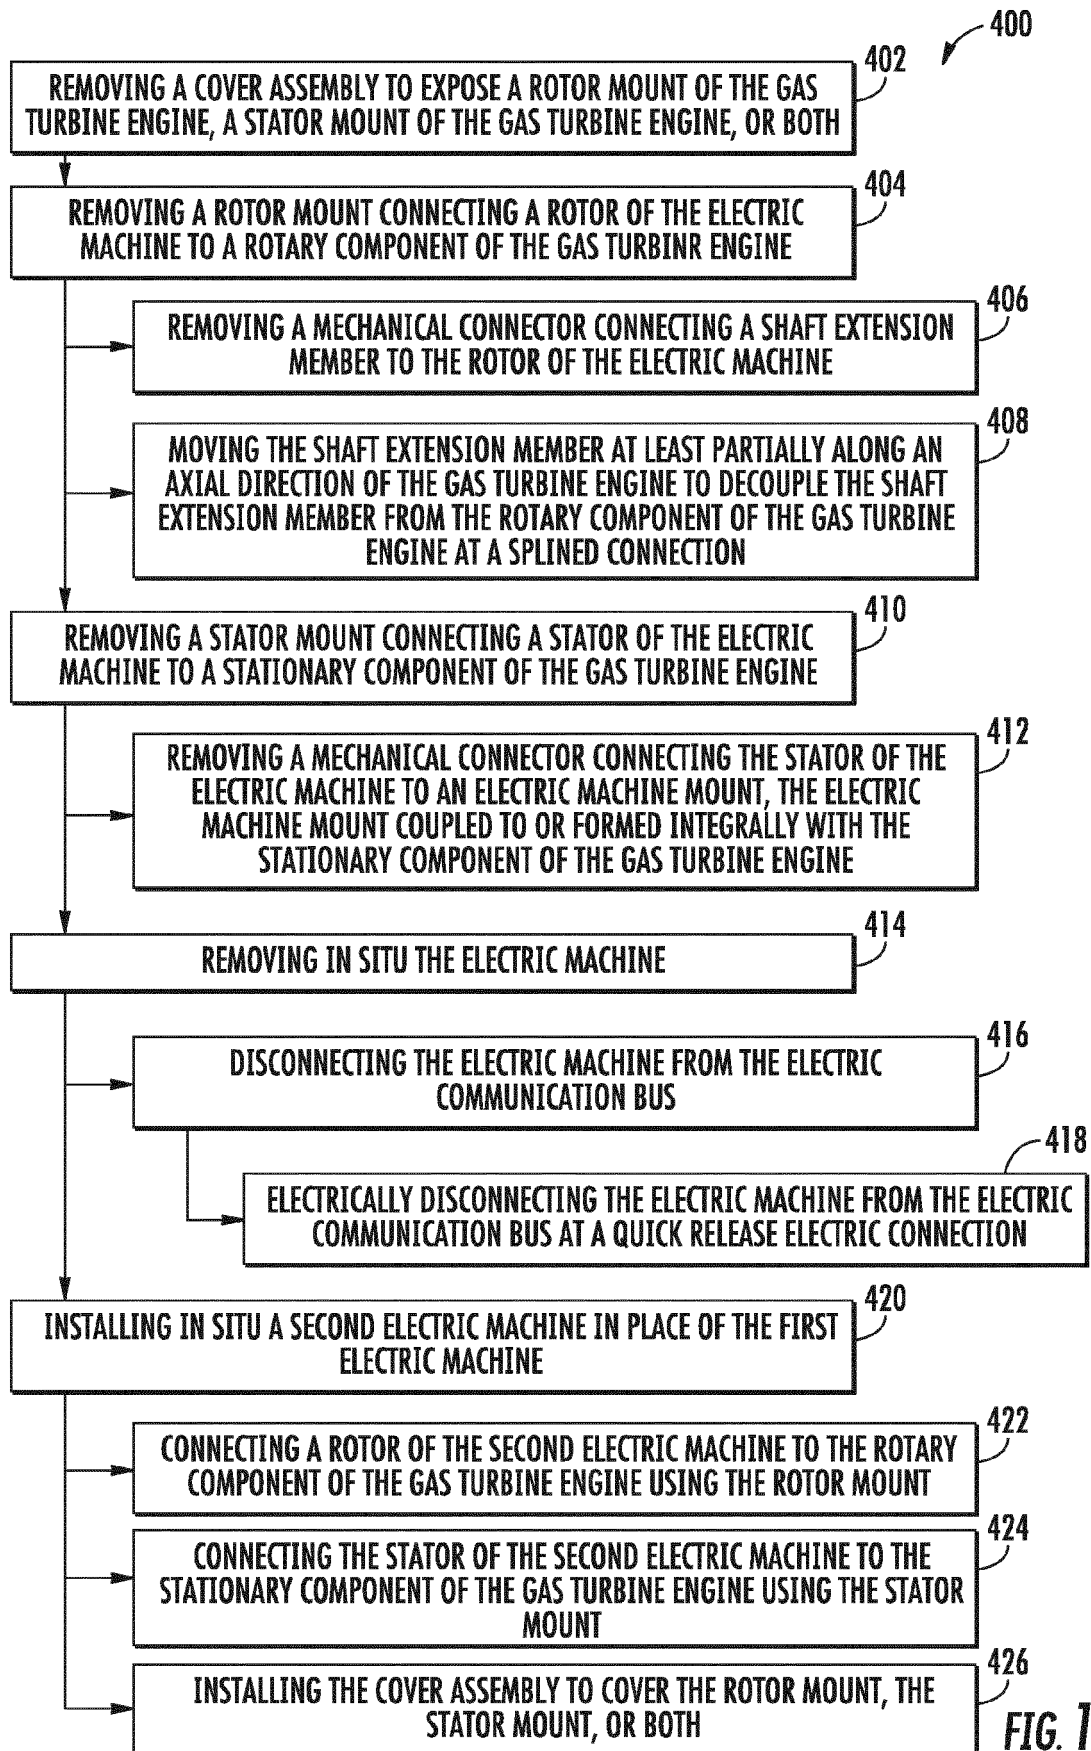 400
402
REMOVING A COVER ASSEMBLY TO EXPOSE A ROTOR MOUNT OF THE GAS
TURBINE ENGINE, A STATOR MOUNT OF THE GAS TURBINE ENGINE, OR BOTH
404
REMOVING A ROTOR MOUNT CONNECTING A ROTOR OF THE ELECTRIC
MACHINE TO A ROTARY COMPONENT OF THE GAS TURBINR ENGINE
406
REMOVING A MECHANICAL CONNECTOR CONNECTING A SHAFT EXTENSION
MEMBER TO THE ROTOR OF THE ELECTRIC MACHINE
408
MOVING THE SHAFT EXTENSION MEMBER AT LEAST PARTIALLY ALONG AN
AXIAL DIRECTION OF THE GAS TURBINE ENGINE TO DECOUPLE THE SHAFT
EXTENSION MEMBER FROM THE ROTARY COMPONENT OF THE GAS TURBINE
ENGINE AT A SPLINED CONNECTION
410
REMOVING A STATOR MOUNT CONNECTING A STATOR OF THE ELECTRIC
MACHINE TO A STATIONARY COMPONENT OF THE GAS TURBINE ENGINE
412
REMOVING A MECHANICAL CONNECTOR CONNECTING THE STATOR OF THE
ELECTRIC MACHINE TO AN ELECTRIC MACHINE MOUNT, THE ELECTRIC
MACHINE MOUNT COUPLED TO OR FORMED INTEGRALLY WITH THE
STATIONARY COMPONENT OF THE GAS TURBINE ENGINE
414
REMOVING IN SITU THE ELECTRIC MACHINE
416
DISCONNECTING THE ELECTRIC MACHINE FROM THE ELECTRIC
COMMUNICATION BUS
418
ELECTRICALLY DISCONNECTING THE ELECTRIC MACHINE FROM THE ELECTRIC
COMMUNICATION BUS AT A QUICK RELEASE ELECTRIC CONNECTION
420
INSTALLING IN SITU A SECOND ELECTRIC MACHINE IN PLACE OF THE FIRST
ELECTRIC MACHINE
422
CONNECTING A ROTOR OF THE SECOND ELECTRIC MACHINE TO THE ROTARY
COMPONENT OF THE GAS TURBINE ENGINE USING THE ROTOR MOUNT
424
CONNECTING THE STATOR OF THE SECOND ELECTRIC MACHINE TO THE
STATIONARY COMPONENT OF THE GAS TURBINE ENGINE USING THE STATOR
MOUNT
426
INSTALLING THE COVER ASSEMBLY TO COVER THE ROTOR MOUNT, THE
STATOR MOUNT, OR BOTH
FIG. 1